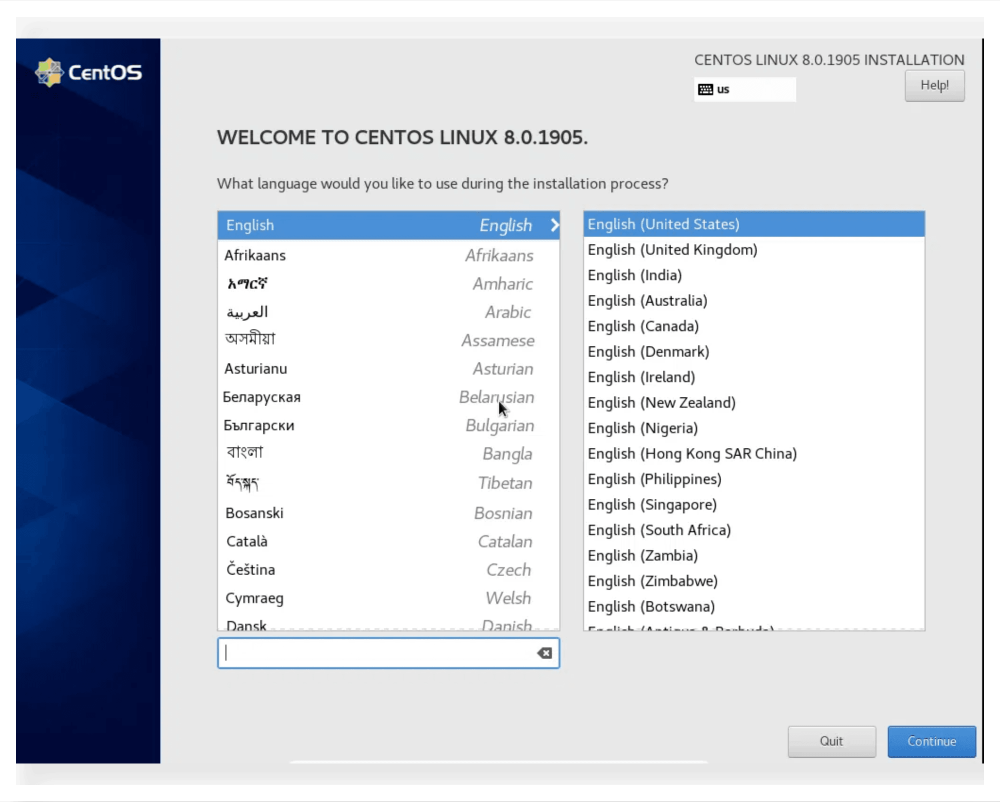 CentOS
CENTOS LINUX 8.0.1905 INSTALLATION
us
Help!
WELCOME TO CENTOS LINUX 8.0.1905.
What language would you like to use during the installation process?
English English
Afrikaans Afrikaans
አማርኛ Amharic
العربية Arabic
অসমীয়া Assamese
Asturianu Asturian
Беларуская Belarusian
Български Bulgarian
বাংলা Bangla
བོད་སྐད་ Tibetan
Bosanski Bosnian
Català Catalan
Čeština Czech
Cymraeg Welsh
Dansk Danish
English (United States)
English (United Kingdom)
English (India)
English (Australia)
English (Canada)
English (Denmark)
English (Ireland)
English (New Zealand)
English (Nigeria)
English (Hong Kong SAR China)
English (Philippines)
English (Singapore)
English (South Africa)
English (Zambia)
English (Zimbabwe)
English (Botswana)
English (Antigua & Barbuda)
Quit
Continue